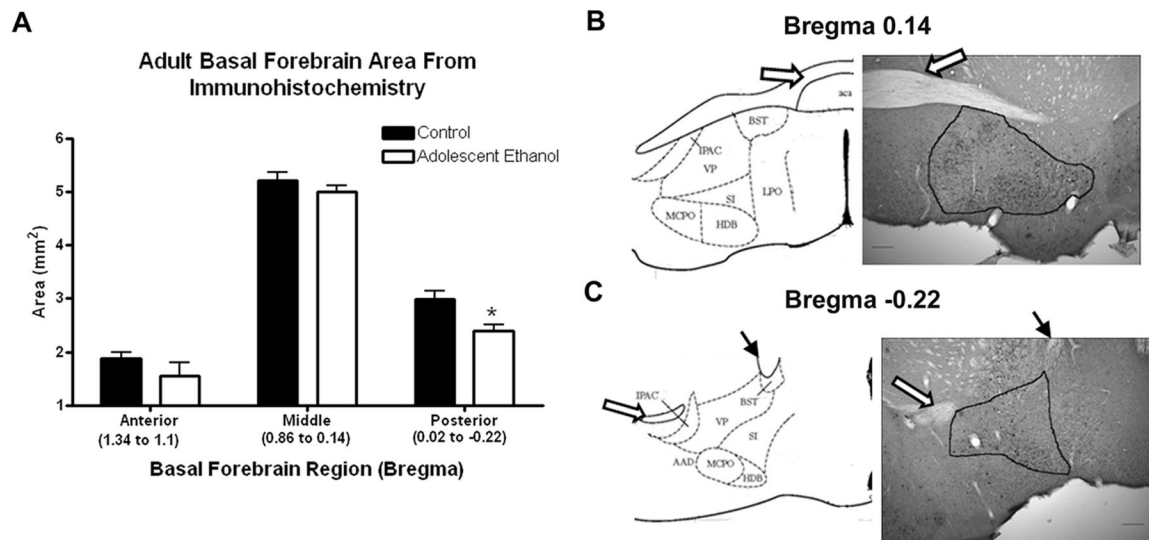 A
Adult Basal Forebrain Area From
Immunohistochemistry
Control
Adolescent Ethanol
Area (mm²)
6
5
4
3
2
1
*
Anterior
(1.34 to 1.1)
Middle
(0.86 to 0.14)
Posterior
(0.02 to -0.22)
Basal Forebrain Region (Bregma)
B
Bregma 0.14
aca
BST
IPAC
VP
SI
LPO
MCPO
HDB
C
Bregma -0.22
IPAC
BST
VP
SI
AAD
MCPO
HDB